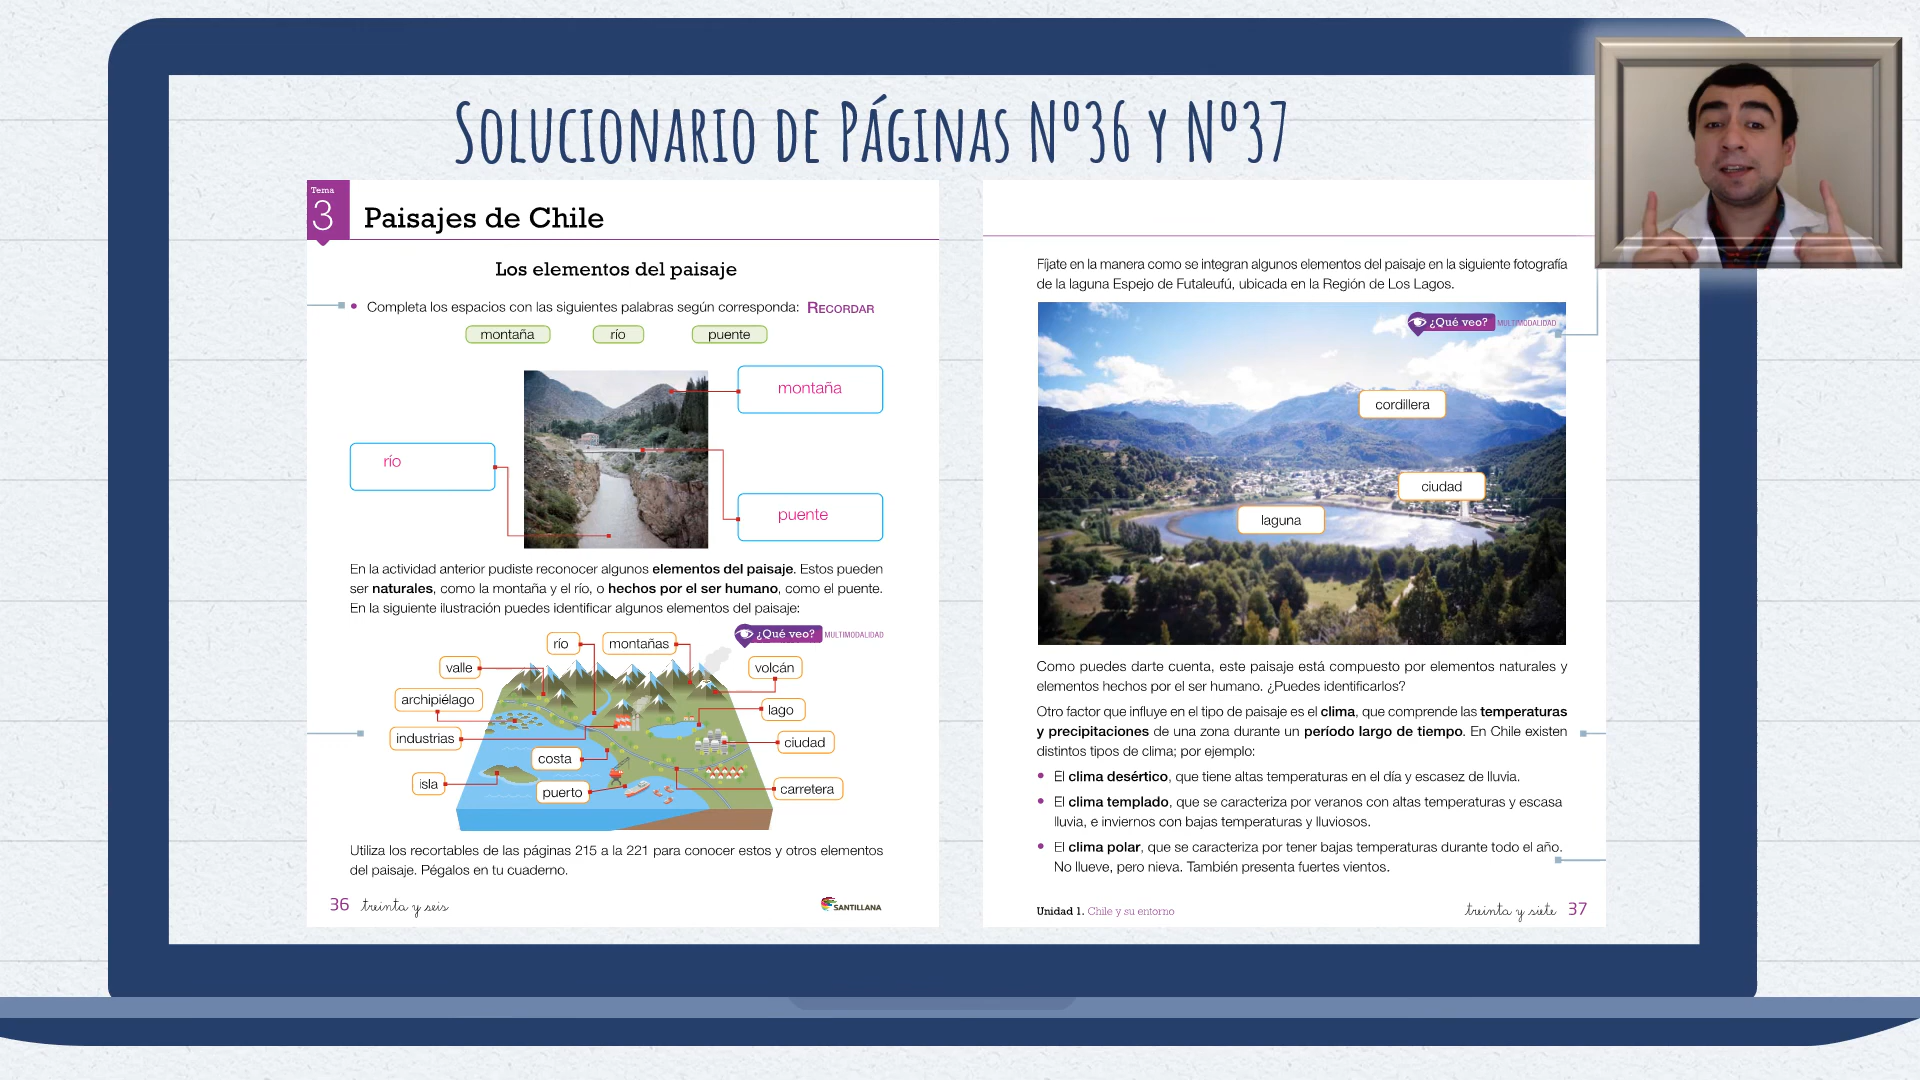 Solucionario de Páginas Nº36 y Nº37
Tema
3
Paisajes de Chile
Los elementos del paisaje
• Completa los espacios con las siguientes palabras según corresponda: RECORDAR
montaña río puente
montaña
río
puente
En la actividad anterior pudiste reconocer algunos elementos del paisaje. Estos pueden
ser naturales, como la montaña y el río, o hechos por el ser humano, como el puente.
En la siguiente ilustración puedes identificar algunos elementos del paisaje:
¿Qué veo? MULTIMODALIDAD
río montañas
valle volcán
archipiélago lago
industrias ciudad
costa
isla puerto carretera
Utiliza los recortables de las páginas 215 a la 221 para conocer estos y otros elementos
del paisaje. Pégalos en tu cuaderno.
36 treinta y seis
SANTILLANA
Fíjate en la manera como se integran algunos elementos del paisaje en la siguiente fotografía
de la laguna Espejo de Futaleufú, ubicada en la Región de Los Lagos.
¿Qué veo? MULTIMODALIDAD
cordillera
ciudad
laguna
Como puedes darte cuenta, este paisaje está compuesto por elementos naturales y
elementos hechos por el ser humano. ¿Puedes identificarlos?
Otro factor que influye en el tipo de paisaje es el clima, que comprende las temperaturas
y precipitaciones de una zona durante un período largo de tiempo. En Chile existen
distintos tipos de clima; por ejemplo:
• El clima desértico, que tiene altas temperaturas en el día y escasez de lluvia.
• El clima templado, que se caracteriza por veranos con altas temperaturas y escasa
lluvia, e inviernos con bajas temperaturas y lluviosos.
• El clima polar, que se caracteriza por tener bajas temperaturas durante todo el año.
No llueve, pero nieva. También presenta fuertes vientos.
Unidad 1. Chile y su entorno
treinta y siete 37